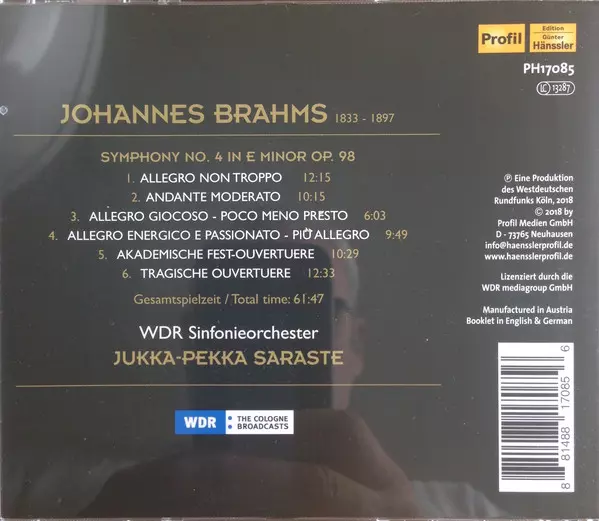 Profil
Edition
Günter
Hänssler
PH17085
LC 13287
JOHANNES BRAHMS 1833 - 1897
SYMPHONY NO. 4 IN E MINOR OP. 98
1. ALLEGRO NON TROPPO 12:15
2. ANDANTE MODERATO 10:15
3. ALLEGRO GIOCOSO - POCO MENO PRESTO 6:03
4. ALLEGRO ENERGICO E PASSIONATO - PIÙ ALLEGRO 9:49
5. AKADEMISCHE FEST-OUVERTUERE 10:29
6. TRAGISCHE OUVERTUERE 12:33
Gesamtspielzeit / Total time: 61:47
WDR Sinfonieorchester
JUKKA-PEKKA SARASTE
WDR THE COLOGNE
BROADCASTS
℗ Eine Produktion
des Westdeutschen
Rundfunks Köln, 2018
© 2018 by
Profil Medien GmbH
D - 73765 Neuhausen
info@haensslerprofil.de
www.haensslerprofil.de
Lizenziert durch die
WDR mediagroup GmbH
Manufactured in Austria
Booklet in English & German
8 81488 17085 6